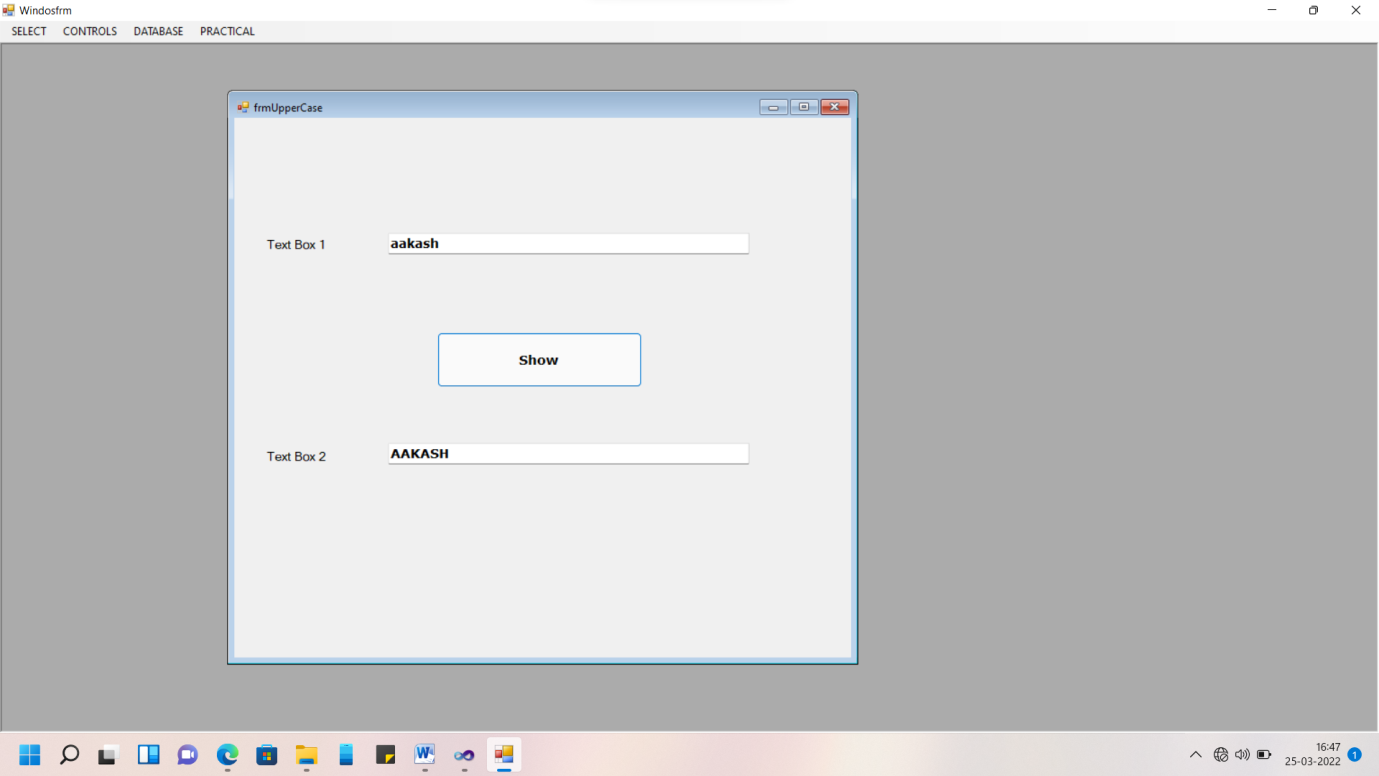 Windosfrm
SELECT CONTROLS DATABASE PRACTICAL
frmUpperCase
Text Box 1 aakash
Show
Text Box 2 AAKASH
16:47
25-03-2022 1